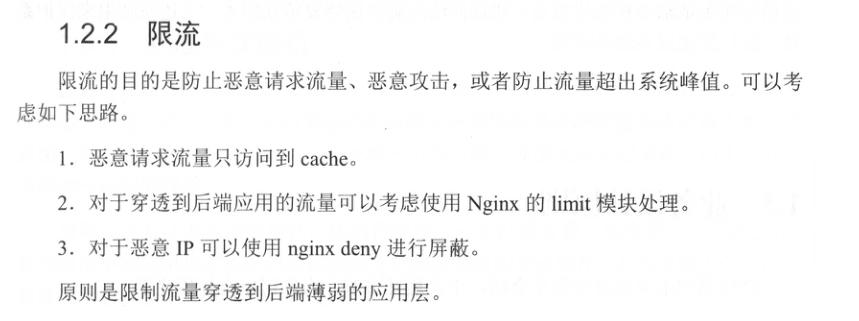 1.2.2 限流
限流的目的是防止恶意请求流量、恶意攻击，或者防止流量超出系统峰值。可以考
虑如下思路。
1．恶意请求流量只访问到 cache。
2．对于穿透到后端应用的流量可以考虑使用 Nginx 的 limit 模块处理。
3．对于恶意 IP 可以使用 nginx deny 进行屏蔽。
原则是限制流量穿透到后端薄弱的应用层。